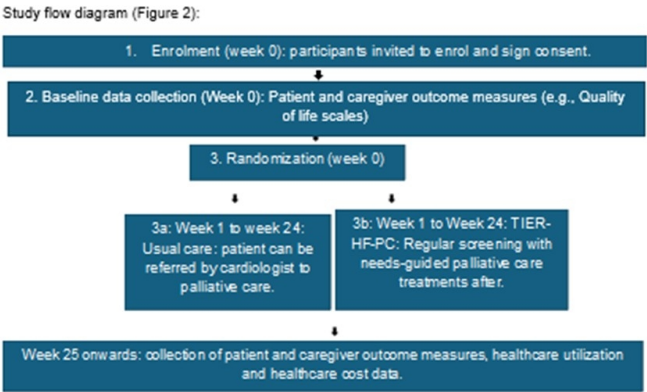 Study flow diagram (Figure 2):
1. Enrolment (week 0): participants invited to enrol and sign consent.
2. Baseline data collection (Week 0): Patient and caregiver outcome measures (e.g., Quality
of life scales)
3. Randomization (week 0)
3a: Week 1 to week 24:
Usual care: patient can be
referred by cardiologist to
palliative care.
3b: Week 1 to Week 24: TIER-
HF-PC: Regular screening with
needs-guided palliative care
treatments after.
Week 25 onwards: collection of patient and caregiver outcome measures, healthcare utilization
and healthcare cost data.